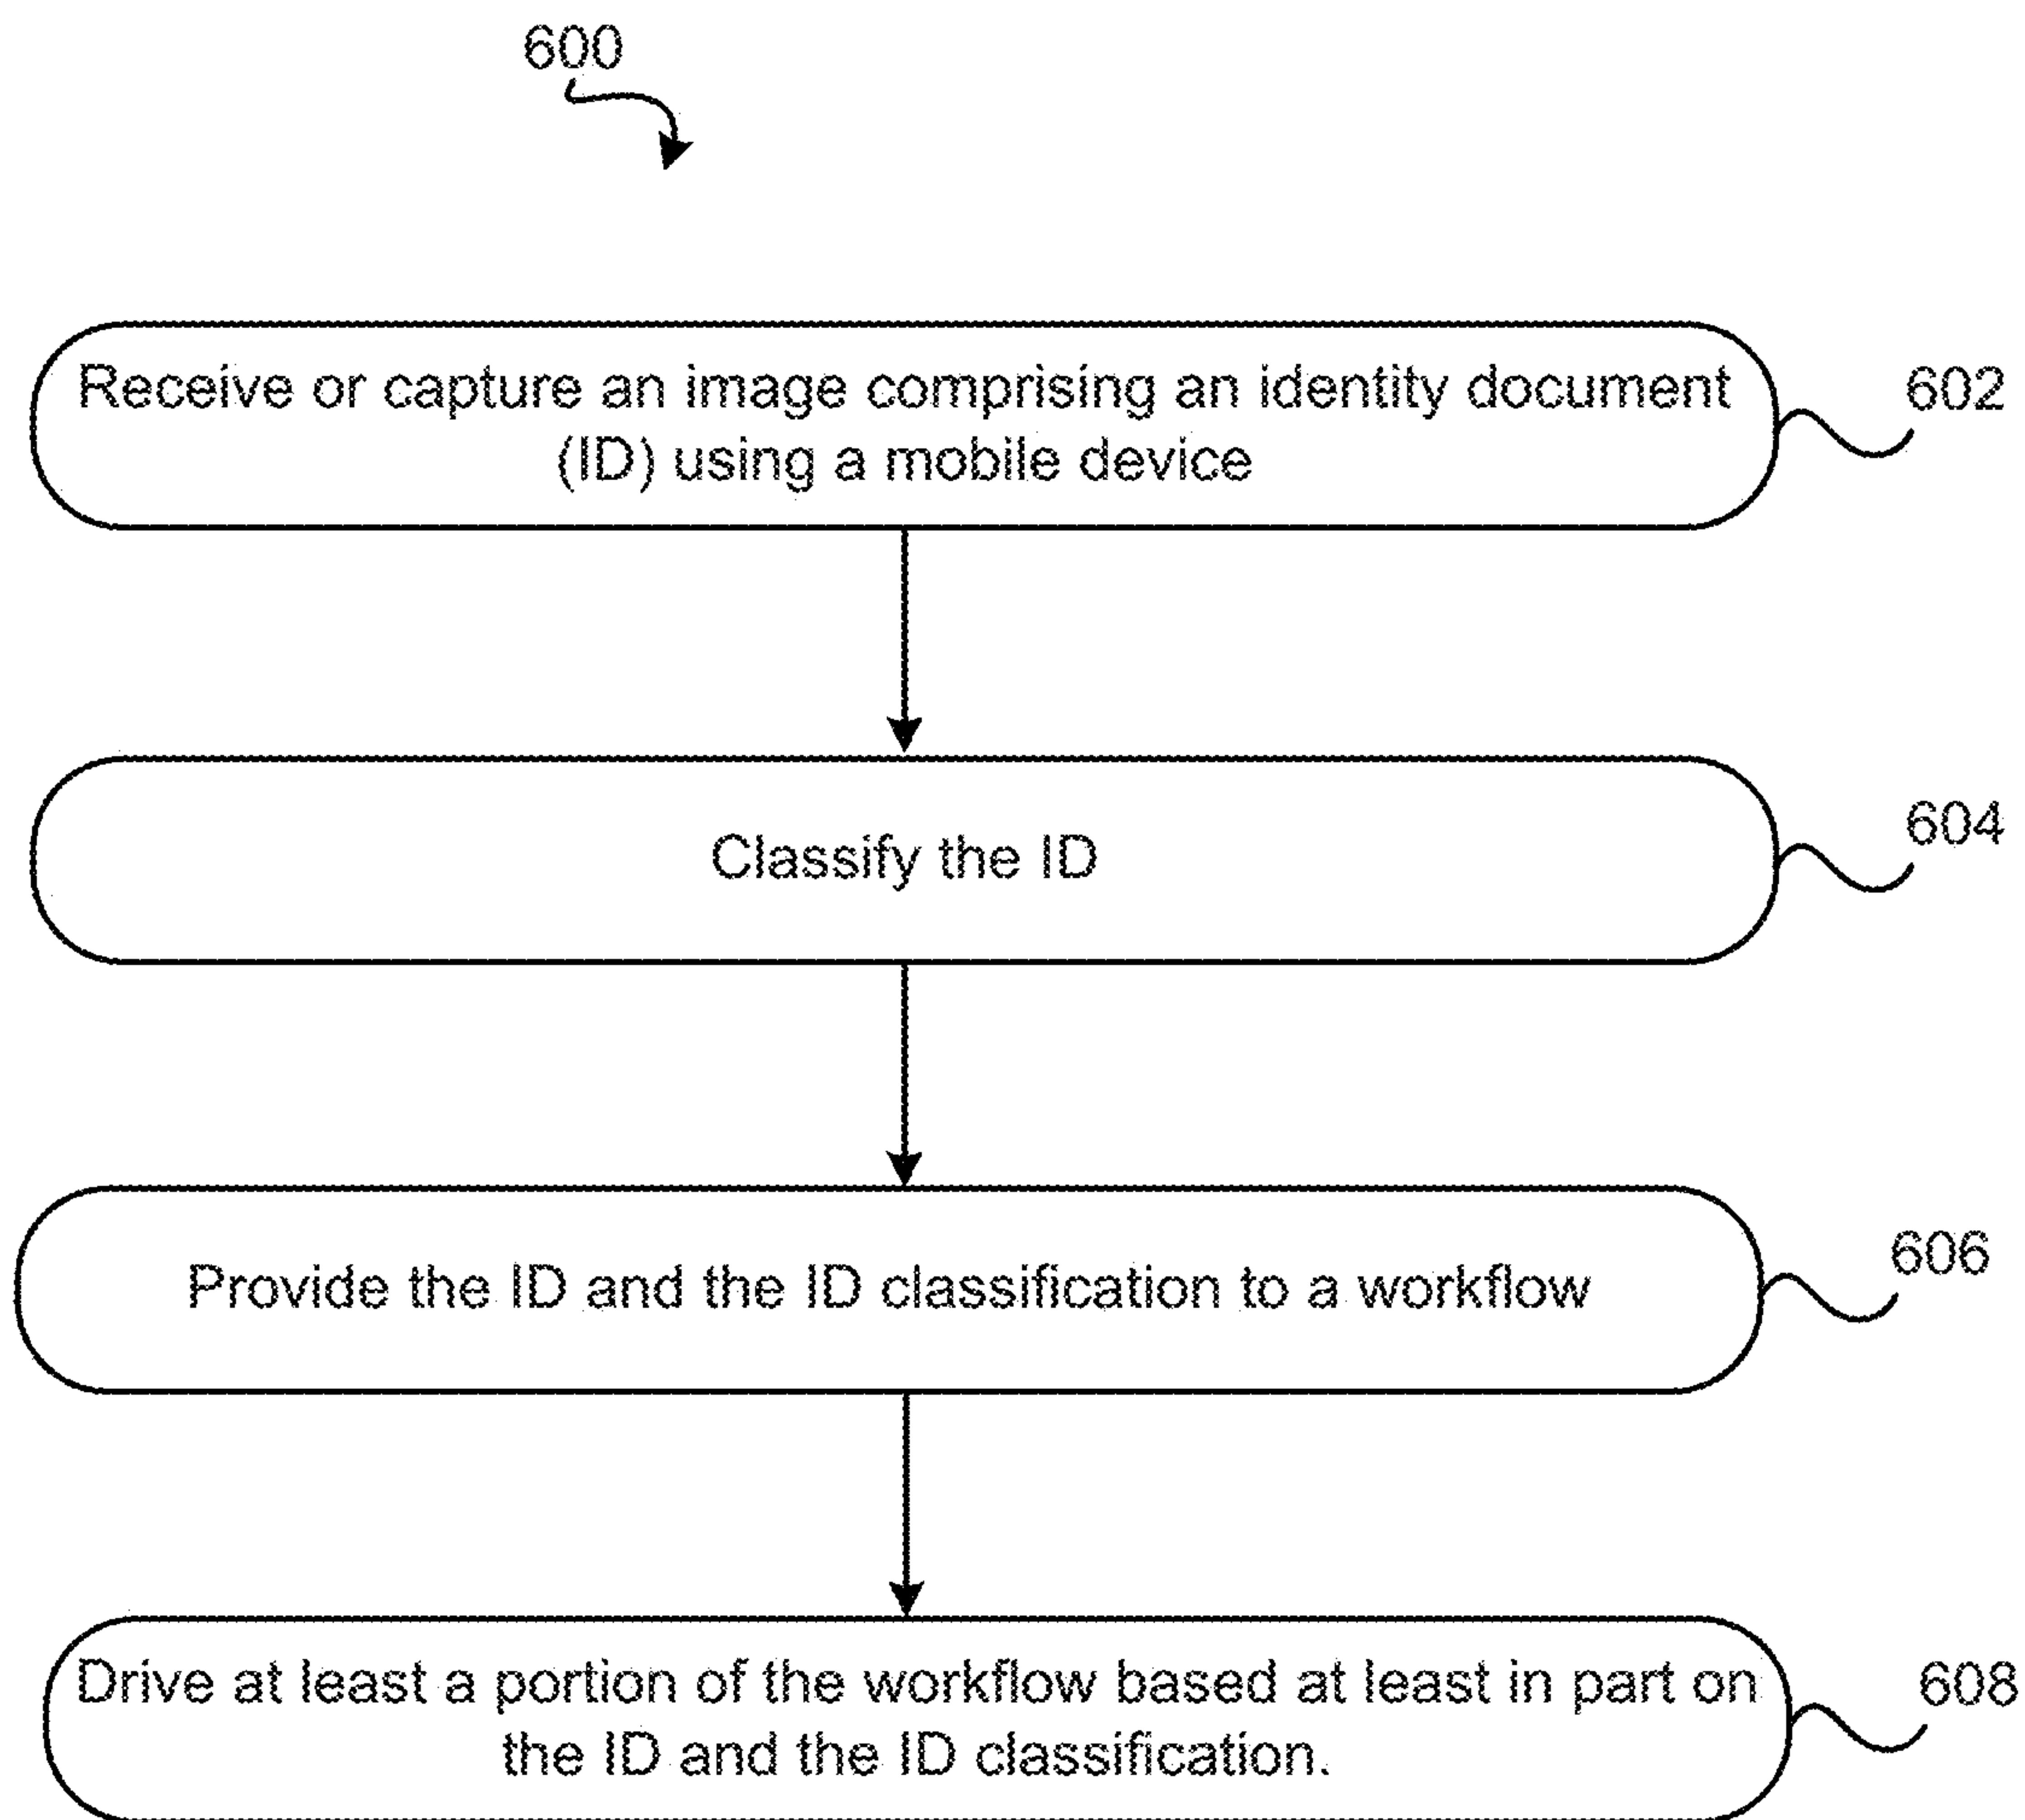 600
Receive or capture an image comprising an identity document
(ID) using a mobile device
602
Classify the ID
604
Provide the ID and the ID classification to a workflow
606
Drive at least a portion of the workflow based at least in part on
the ID and the ID classification.
608